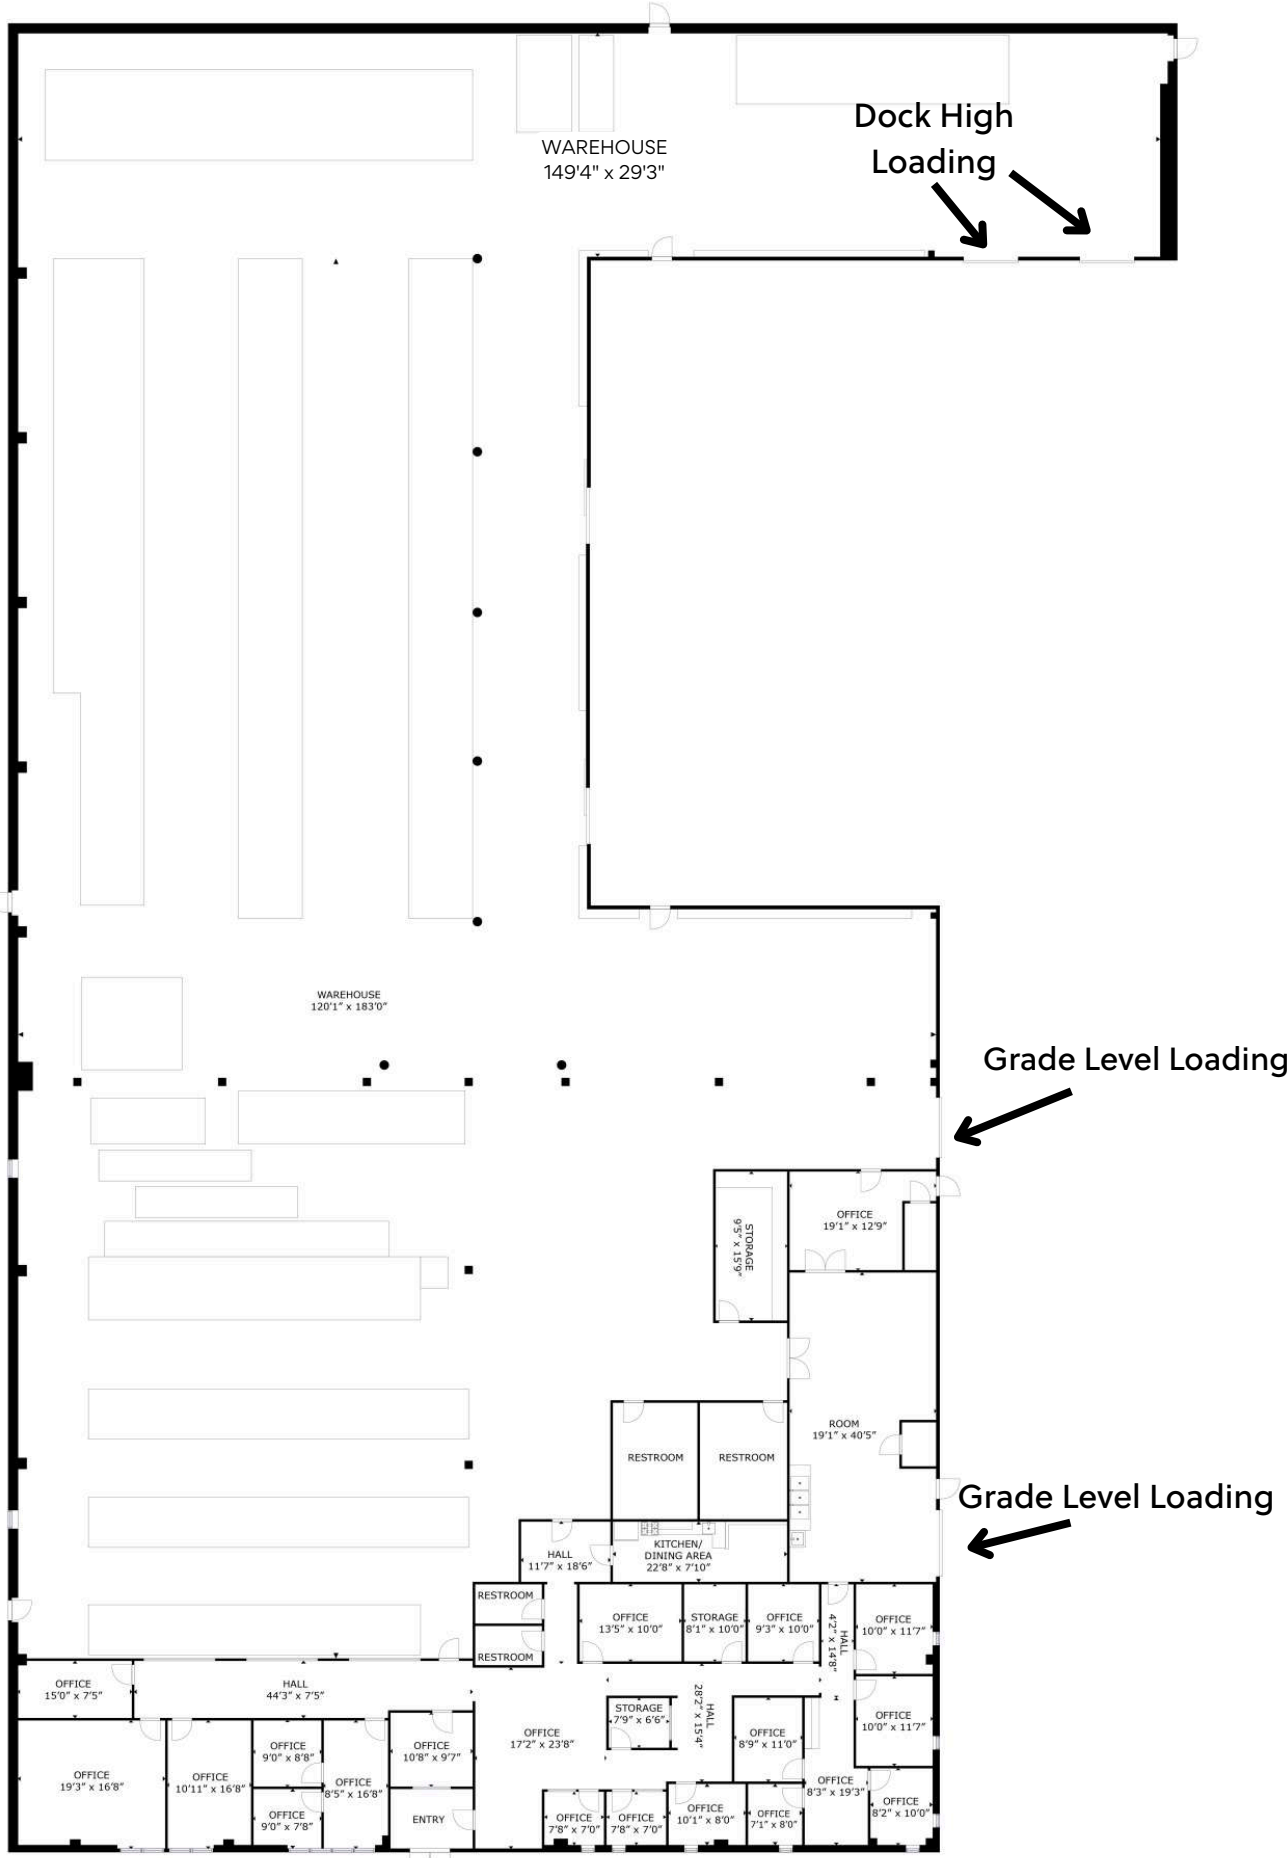 WAREHOUSE
149'4" x 29'3"
Dock High
Loading
WAREHOUSE
120'1" x 183'0"
Grade Level Loading
STORAGE
9'5" x 15'9"
OFFICE
19'1" x 12'9"
ROOM
19'1" x 40'5"
RESTROOM
RESTROOM
Grade Level Loading
HALL
11'7" x 18'6"
KITCHEN/
DINING AREA
22'8" x 7'10"
RESTROOM
RESTROOM
OFFICE
13'5" x 10'0"
STORAGE
8'1" x 10'0"
OFFICE
9'3" x 10'0"
HALL
4'2" x 14'8"
OFFICE
10'0" x 11'7"
OFFICE
15'0" x 7'5"
HALL
44'3" x 7'5"
STORAGE
7'9" x 6'6"
HALL
28'2" x 15'4"
OFFICE
10'0" x 11'7"
OFFICE
17'2" x 23'8"
OFFICE
8'9" x 11'0"
OFFICE
9'0" x 8'8"
OFFICE
10'8" x 9'7"
OFFICE
19'3" x 16'8"
OFFICE
10'11" x 16'8"
OFFICE
8'5" x 16'8"
OFFICE
8'3" x 19'3"
OFFICE
9'0" x 7'8"
ENTRY
OFFICE
7'8" x 7'0"
OFFICE
7'8" x 7'0"
OFFICE
10'1" x 8'0"
OFFICE
7'1" x 8'0"
OFFICE
8'2" x 10'0"